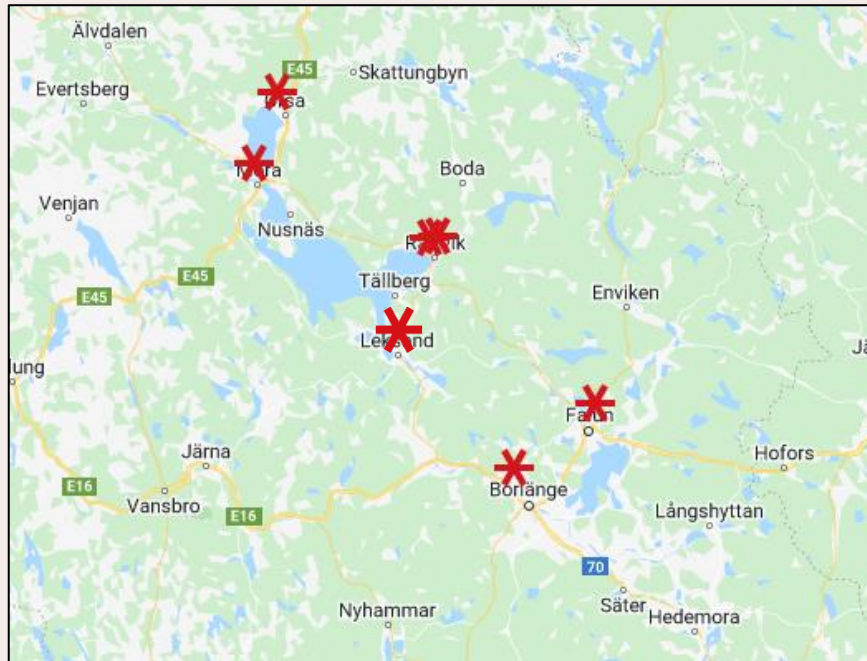 Älvdalen
E45
Skattungbyn
Evertsberg
Boda
Venjan
Nusnäs
E45
Tällberg
E45
Enviken
Järna
Hofors
E16
Vansbro
Borlänge
Långshyttan
E16
70
Säter
Nyhammar
Hedemora